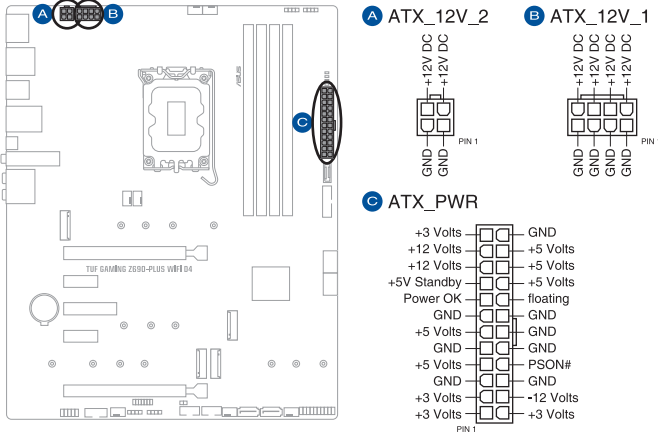 A ATX_12V_2
B ATX_12V_1
A
B
C
/SUS
+12V DC
+12V DC
+12V DC
+12V DC
+12V DC
+12V DC
PIN 1
PIN 1
GND
GND
GND
GND
GND
GND
C ATX_PWR
+3 Volts GND
+12 Volts +5 Volts
+12 Volts +5 Volts
+5V Standby +5 Volts
Power OK floating
GND GND
+5 Volts GND
GND GND
+5 Volts PSON#
GND GND
+3 Volts -12 Volts
+3 Volts +3 Volts
PIN 1
TUF GAMING Z690-PLUS WIFI D4